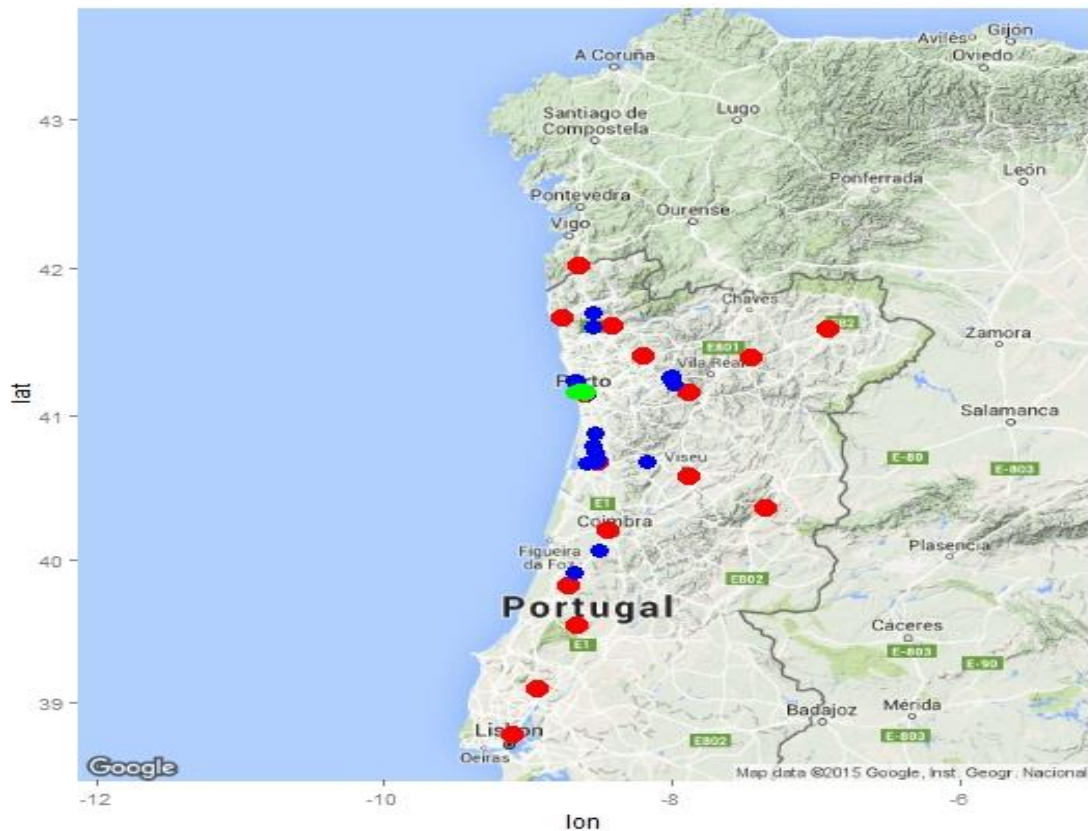 Gijón
Avilés
A Coruña
Oviedo
43
Santiago de
Compostela
Lugo
León
Ponferrada
Pontevedra
Ourense
Vigo
42
Chaves
Zamora
E801
Vila Real
Porto
lat
41
Salamanca
E-80
E-803
Viseu
E1
Coimbra
Plasencia
Figueira
da Foz
40
E802
Portugal
Caceres
E1
E-803
E-90
39
Mérida
Badajoz
Lisbon
E802
E-803
Oeiras
Google
Map data ©2015 Google, Inst. Geogr. Nacional
-12
-10
-8
-6
lon